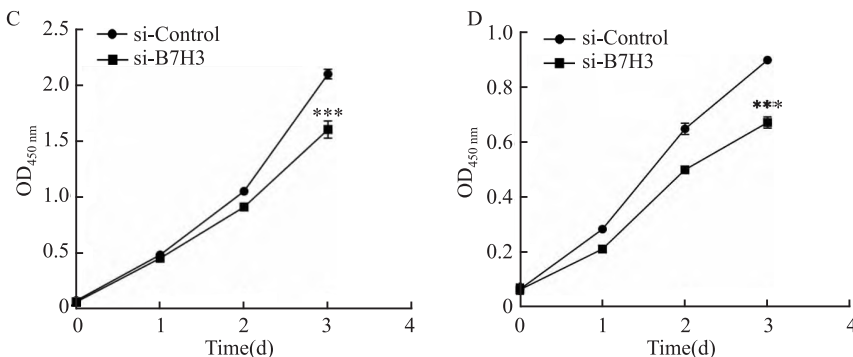 C
si-Control
si-B7H3
2.5
2.0
1.5
1.0
0.5
0
OD450 nm
***
0 1 2 3 4
Time(d)
D
si-Control
si-B7H3
1.0
0.8
0.6
0.4
0.2
0
OD450 nm
***
0 1 2 3 4
Time(d)